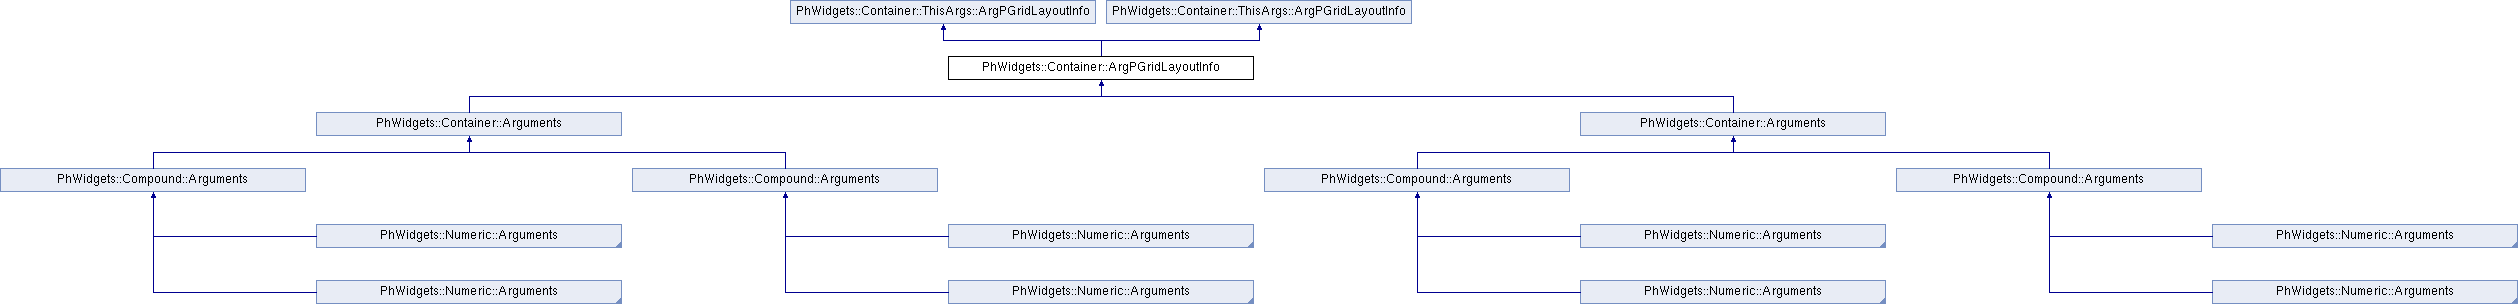 PhWidgets::Container::ThisArgs::ArgPGridLayoutInfo
PhWidgets::Container::ThisArgs::ArgPGridLayoutInfo
PhWidgets::Container::ArgPGridLayoutInfo
PhWidgets::Container::Arguments
PhWidgets::Container::Arguments
PhWidgets::Compound::Arguments
PhWidgets::Compound::Arguments
PhWidgets::Compound::Arguments
PhWidgets::Compound::Arguments
PhWidgets::Numeric::Arguments
PhWidgets::Numeric::Arguments
PhWidgets::Numeric::Arguments
PhWidgets::Numeric::Arguments
PhWidgets::Numeric::Arguments
PhWidgets::Numeric::Arguments
PhWidgets::Numeric::Arguments
PhWidgets::Numeric::Arguments